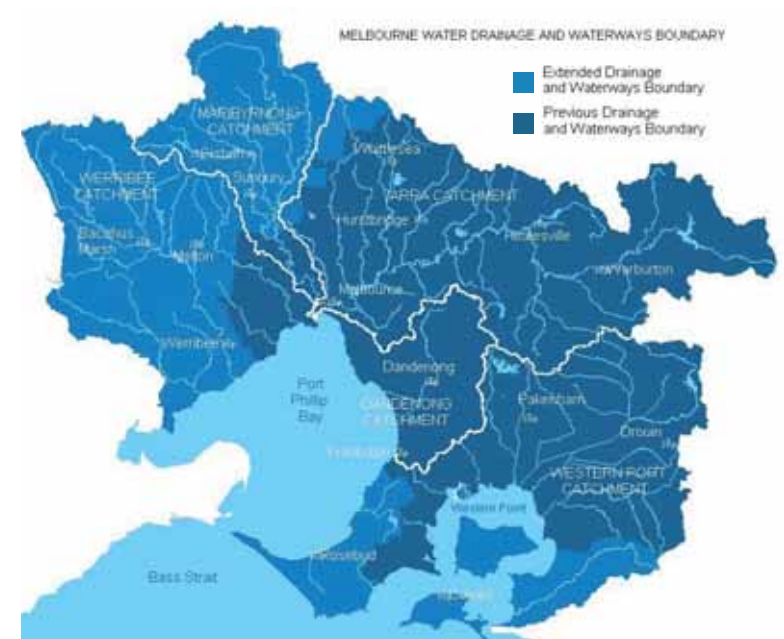 MELBOURNE WATER DRAINAGE AND WATERWAYS BOUNDARY
Extended Drainage
and Waterways Boundary
Previous Drainage
and Waterways Boundary
MARIBYRNONG
CATCHMENT
Sunbury
WERRIBEE
CATCHMENT
Bacchus
Marsh
Melton
Werribee
Whittlesea
YARRA CATCHMENT
Hurstbridge
Healesville
Warburton
Melbourne
Port
Phillip
Bay
Dandenong
DANDENONG
CATCHMENT
Frankston
Pakenham
Drouin
WESTERN PORT
CATCHMENT
Western Point
Rosebud
Bass Strait